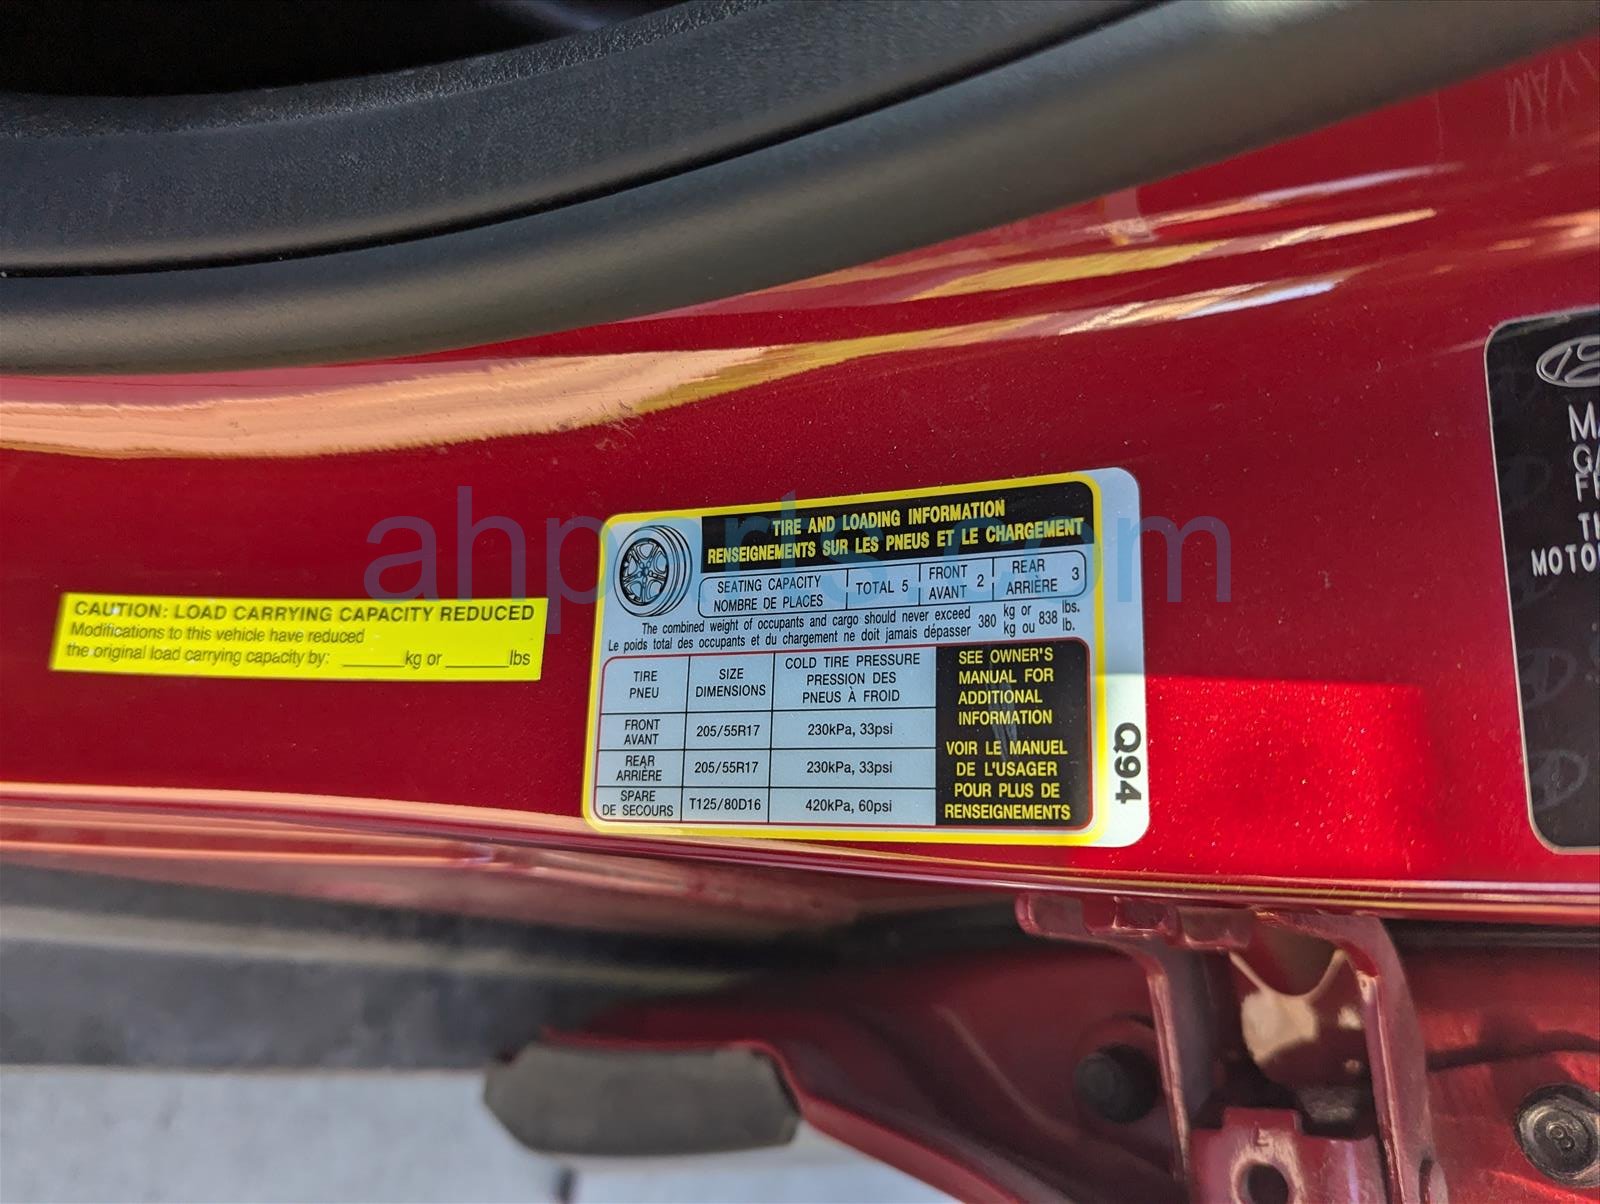 TIRE AND LOADING INFORMATION
RENSEIGNEMENTS SUR LES PNEUS ET LE CHARGEMENT
SEATING CAPACITY
NOMBRE DE PLACES
TOTAL 5
FRONT
AVANT 2
REAR
ARRIÈRE 3
The combined weight of occupants and cargo should never exceed 380 kg or 838 lbs.
Le poids total des occupants et du chargement ne doit jamais dépasser kg ou lb.
TIRE
PNEU
SIZE
DIMENSIONS
COLD TIRE PRESSURE
PRESSION DES
PNEUS À FROID
FRONT
AVANT
205/55R17
230kPa, 33psi
REAR
ARRIÈRE
205/55R17
230kPa, 33psi
SPARE
DE SECOURS
T125/80D16
420kPa, 60psi
SEE OWNER'S
MANUAL FOR
ADDITIONAL
INFORMATION
VOIR LE MANUEL
DE L'USAGER
POUR PLUS DE
RENSEIGNEMENTS
Q94
CAUTION: LOAD CARRYING CAPACITY REDUCED
Modifications to this vehicle have reduced
the original load carrying capacity by: ______kg or ______lbs
MOTO
ahparts.com